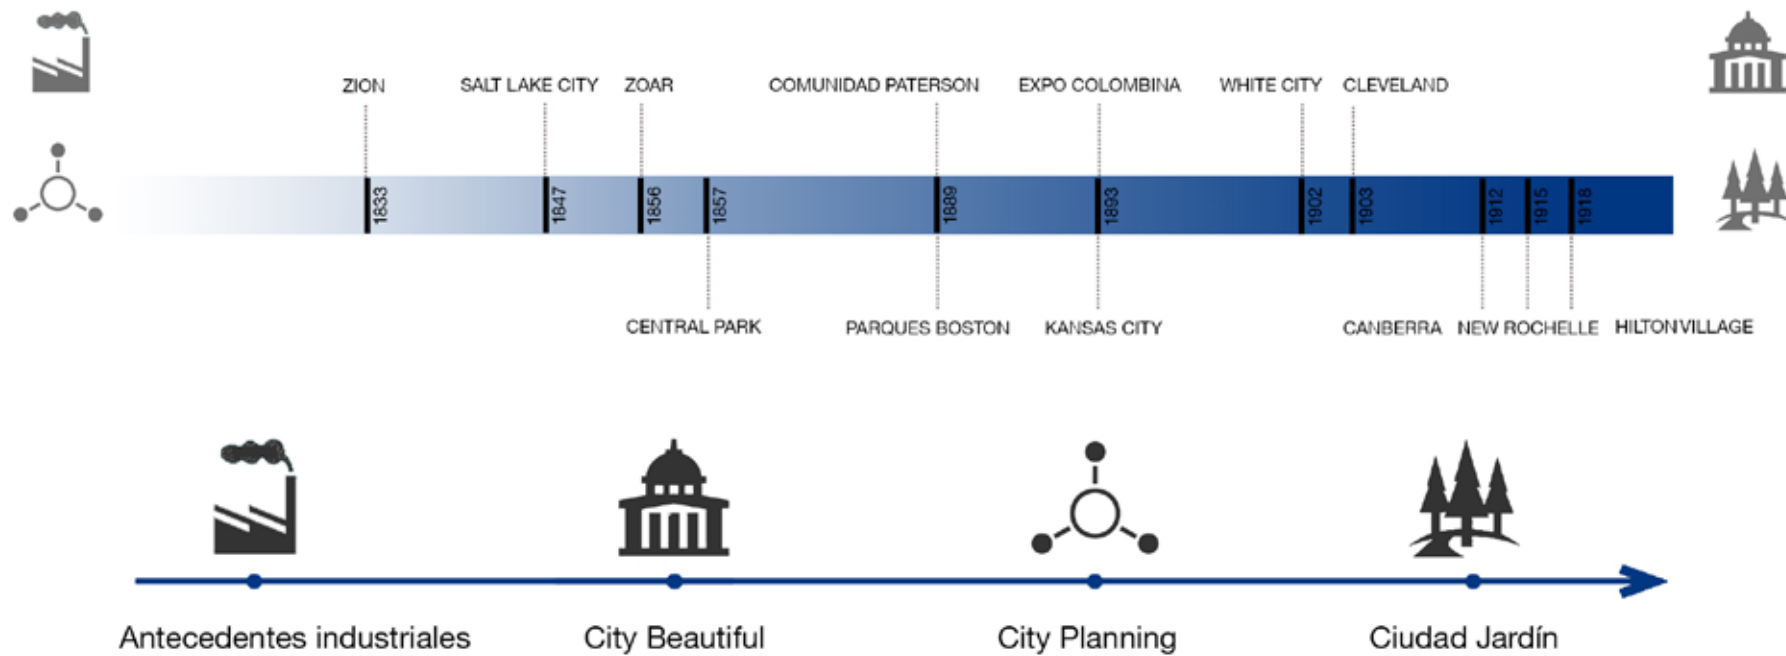 ZION SALT LAKE CITY ZOAR COMUNIDAD PATERSON EXPO COLOMBINA WHITE CITY CLEVELAND
1833 1847 1856 1857 1889 1893 1902 1903 1912 1915 1918
CENTRAL PARK PARQUES BOSTON KANSAS CITY CANBERRA NEW ROCHELLE HILTON VILLAGE
Antecedentes industriales City Beautiful City Planning Ciudad Jardín